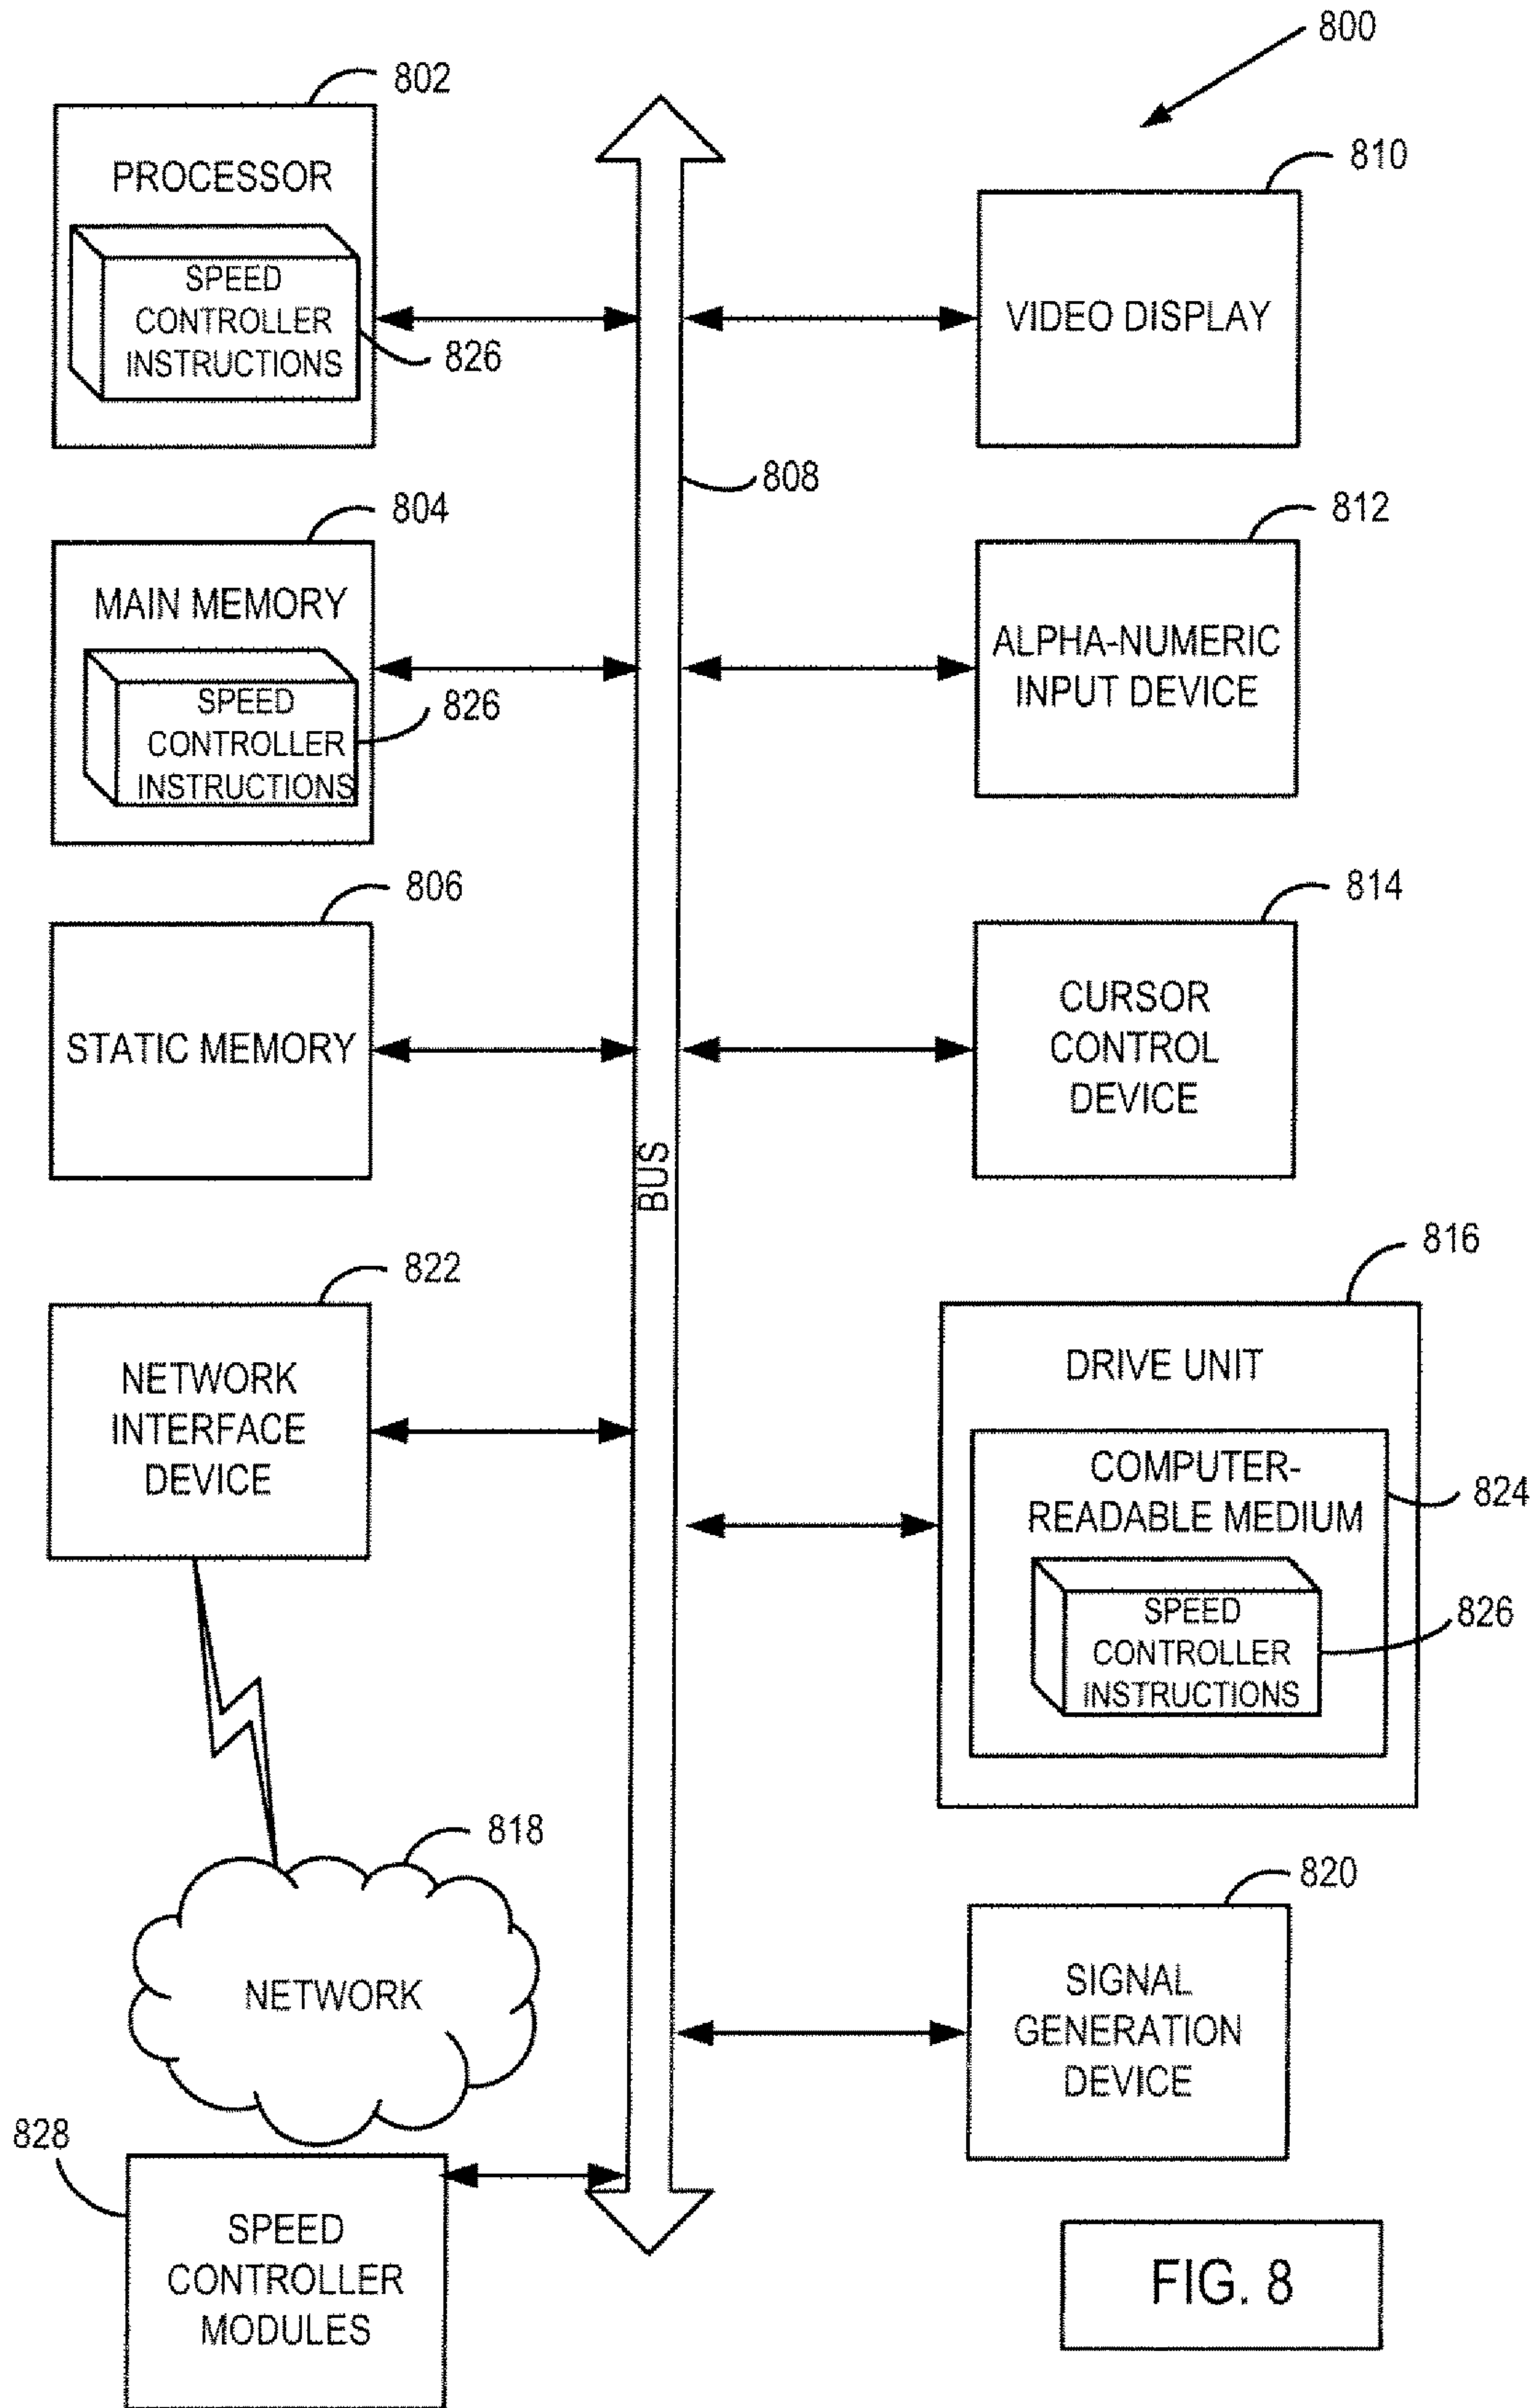 800
802
PROCESSOR
SPEED
CONTROLLER
INSTRUCTIONS
826
810
VIDEO DISPLAY
808
804
MAIN MEMORY
SPEED
CONTROLLER
INSTRUCTIONS
826
812
ALPHA-NUMERIC
INPUT DEVICE
806
STATIC MEMORY
814
CURSOR
CONTROL
DEVICE
BUS
822
NETWORK
INTERFACE
DEVICE
816
DRIVE UNIT
COMPUTER-
READABLE MEDIUM
824
SPEED
CONTROLLER
INSTRUCTIONS
826
818
NETWORK
820
SIGNAL
GENERATION
DEVICE
828
SPEED
CONTROLLER
MODULES
FIG. 8